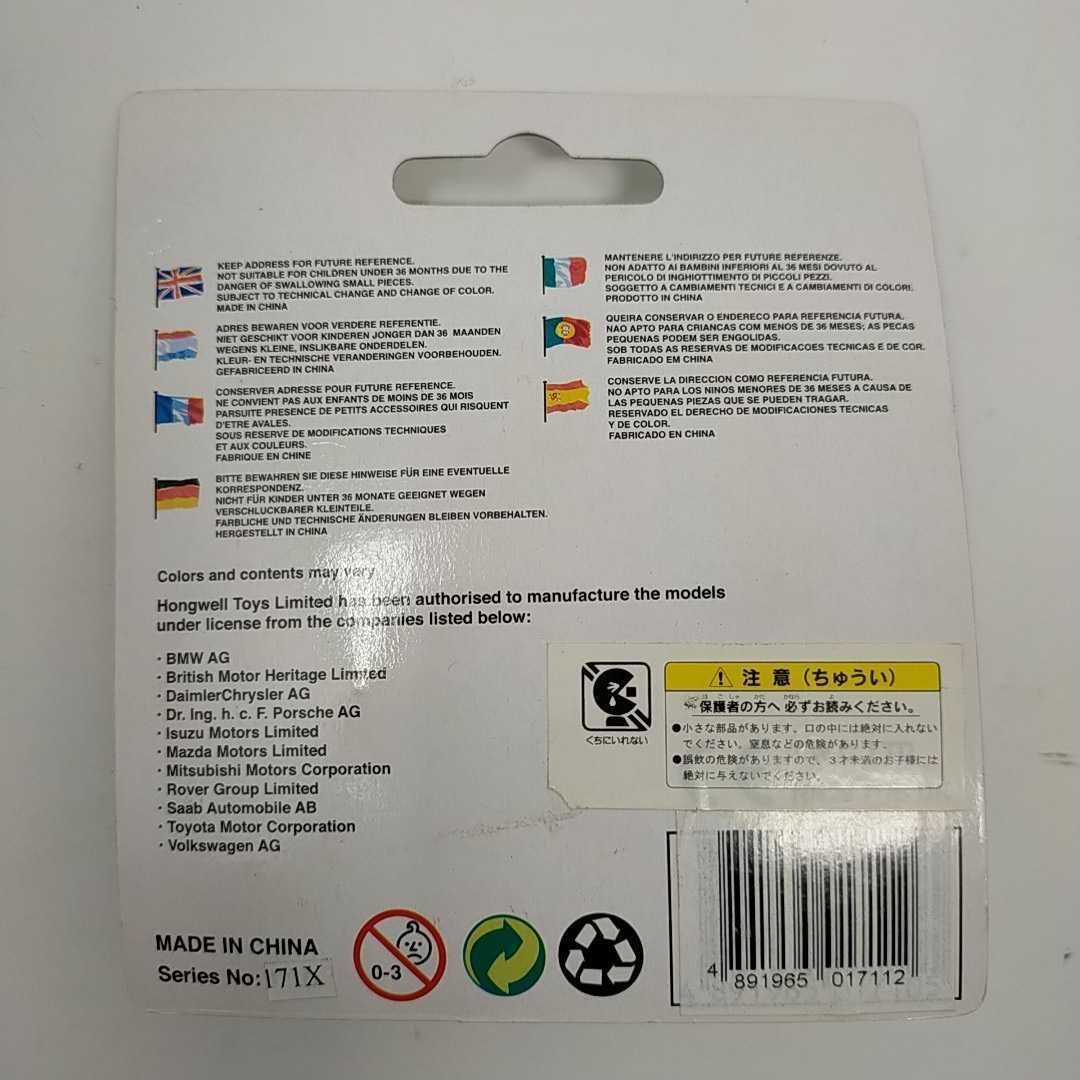 KEEP ADDRESS FOR FUTURE REFERENCE.
NOT SUITABLE FOR CHILDREN UNDER 36 MONTHS DUE TO THE
DANGER OF SWALLOWING SMALL PIECES.
SUBJECT TO TECHNICAL CHANGE AND CHANGE OF COLOR.
MADE IN CHINA
ADRES BEWAREN VOOR VERDERE REFERENTIE.
NIET GESCHIKT VOOR KINDEREN JONGER DAN 36 MAANDEN
WEGENS KLEINE, INSLIKBARE ONDERDELEN.
KLEUR- EN TECHNISCHE VERANDERINGEN VOORBEHOUDEN.
GEFABRICEERD IN CHINA
CONSERVER ADRESSE POUR FUTURE REFERENCE.
NE CONVIENT PAS AUX ENFANTS DE MOINS DE 36 MOIS
PARSUITE PRESENCE DE PETITS ACCESSOIRES QUI RISQUENT
D'ETRE AVALES.
SOUS RESERVE DE MODIFICATIONS TECHNIQUES
ET AUX COULEURS.
FABRIQUE EN CHINE
BITTE BEWAHREN SIE DIESE HINWEISE FÜR EINE EVENTUELLE
KORRESPONDENZ.
NICHT FÜR KINDER UNTER 36 MONATE GEEIGNET WEGEN
VERSCHLUCKBARER KLEINTEILE.
FARBLICHE UND TECHNISCHE ÄNDERUNGEN BLEIBEN VORBEHALTEN.
HERGESTELLT IN CHINA
MANTENERE L'INDIRIZZO PER FUTURE REFERENZE.
NON ADATTO AI BAMBINI INFERIORI AL 36 MESI DOVUTO AL
PERICOLO DI INGHIOTTIMENTO DI PICCOLI PEZZI.
SOGGETTO A CAMBIAMENTI TECNICI E A CAMBIAMENTI DI COLORI.
PRODOTTO IN CHINA
QUEIRA CONSERVAR O ENDERECO PARA REFERENCIA FUTURA.
NAO APTO PARA CRIANCAS COM MENOS DE 36 MESES; AS PECAS
PEQUENAS PODEM SER ENGOLIDAS.
SOB TODAS AS RESERVAS DE MODIFICACOES TECNICAS E DE COR.
FABRICADO EM CHINA
CONSERVE LA DIRECCION COMO REFERENCIA FUTURA.
NO APTO PARA LOS NINOS MENORES DE 36 MESES A CAUSA DE
LAS PEQUENAS PIEZAS QUE SE PUEDEN TRAGAR.
RESERVADO EL DERECHO DE MODIFICACIONES TECNICAS
Y DE COLOR.
FABRICADO EN CHINA
Colors and contents may vary
Hongwell Toys Limited has been authorised to manufacture the models
under license from the companies listed below:
· BMW AG
· British Motor Heritage Limited
· DaimlerChrysler AG
· Dr. Ing. h. c. F. Porsche AG
· Isuzu Motors Limited
· Mazda Motors Limited
· Mitsubishi Motors Corporation
· Rover Group Limited
· Saab Automobile AB
· Toyota Motor Corporation
· Volkswagen AG
くちにいれない
注意（ちゅうい）
ほごしゃ かた かなら よ
保護者の方へ 必ずお読みください。
●小さな部品があります。口の中には絶対に入れない
でください。窒息などの危険があります。
●誤飲の危険がありますので、3才未満のお子様には
絶対に与えないでください。
MADE IN CHINA
Series No: 171X
0-3
4 891965 017112